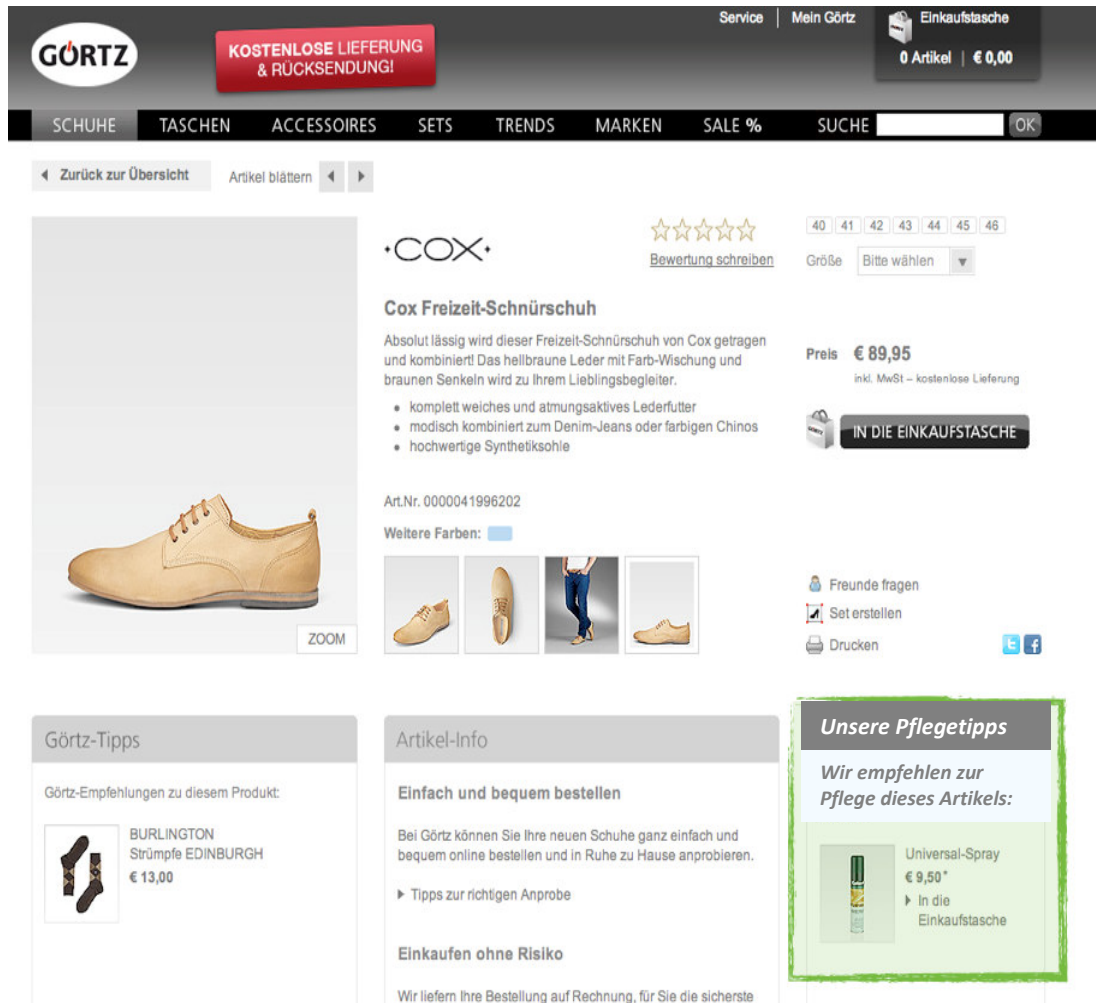 Service | Mein Görtz
Einkaufstasche
0 Artikel | € 0,00
GÖRTZ
KOSTENLOSE LIEFERUNG
& RÜCKSENDUNG!
SCHUHE TASCHEN ACCESSOIRES SETS TRENDS MARKEN SALE % SUCHE OK
Zurück zur Übersicht Artikel blättern
COX
Bewertung schreiben
40 41 42 43 44 45 46
Größe Bitte wählen
Cox Freizeit-Schnürschuh
Absolut lässig wird dieser Freizeit-Schnürschuh von Cox getragen
und kombiniert! Das hellbraune Leder mit Farb-Wischung und
braunen Senkeln wird zu Ihrem Lieblingsbegleiter.
• komplett weiches und atmungsaktives Lederfutter
• modisch kombiniert zum Denim-Jeans oder farbigen Chinos
• hochwertige Synthetiksohle
Preis € 89,95
inkl. MwSt – kostenlose Lieferung
IN DIE EINKAUFSTASCHE
Art.Nr. 0000041996202
Weitere Farben:
ZOOM
Freunde fragen
Set erstellen
Drucken
Görtz-Tipps
Görtz-Empfehlungen zu diesem Produkt:
BURLINGTON
Strümpfe EDINBURGH
€ 13,00
Artikel-Info
Einfach und bequem bestellen
Bei Görtz können Sie Ihre neuen Schuhe ganz einfach und
bequem online bestellen und in Ruhe zu Hause anprobieren.
Tipps zur richtigen Anprobe
Einkaufen ohne Risiko
Wir liefern Ihre Bestellung auf Rechnung, für Sie die sicherste
Unsere Pflegetipps
Wir empfehlen zur
Pflege dieses Artikels:
Universal-Spray
€ 9,50*
In die
Einkaufstasche